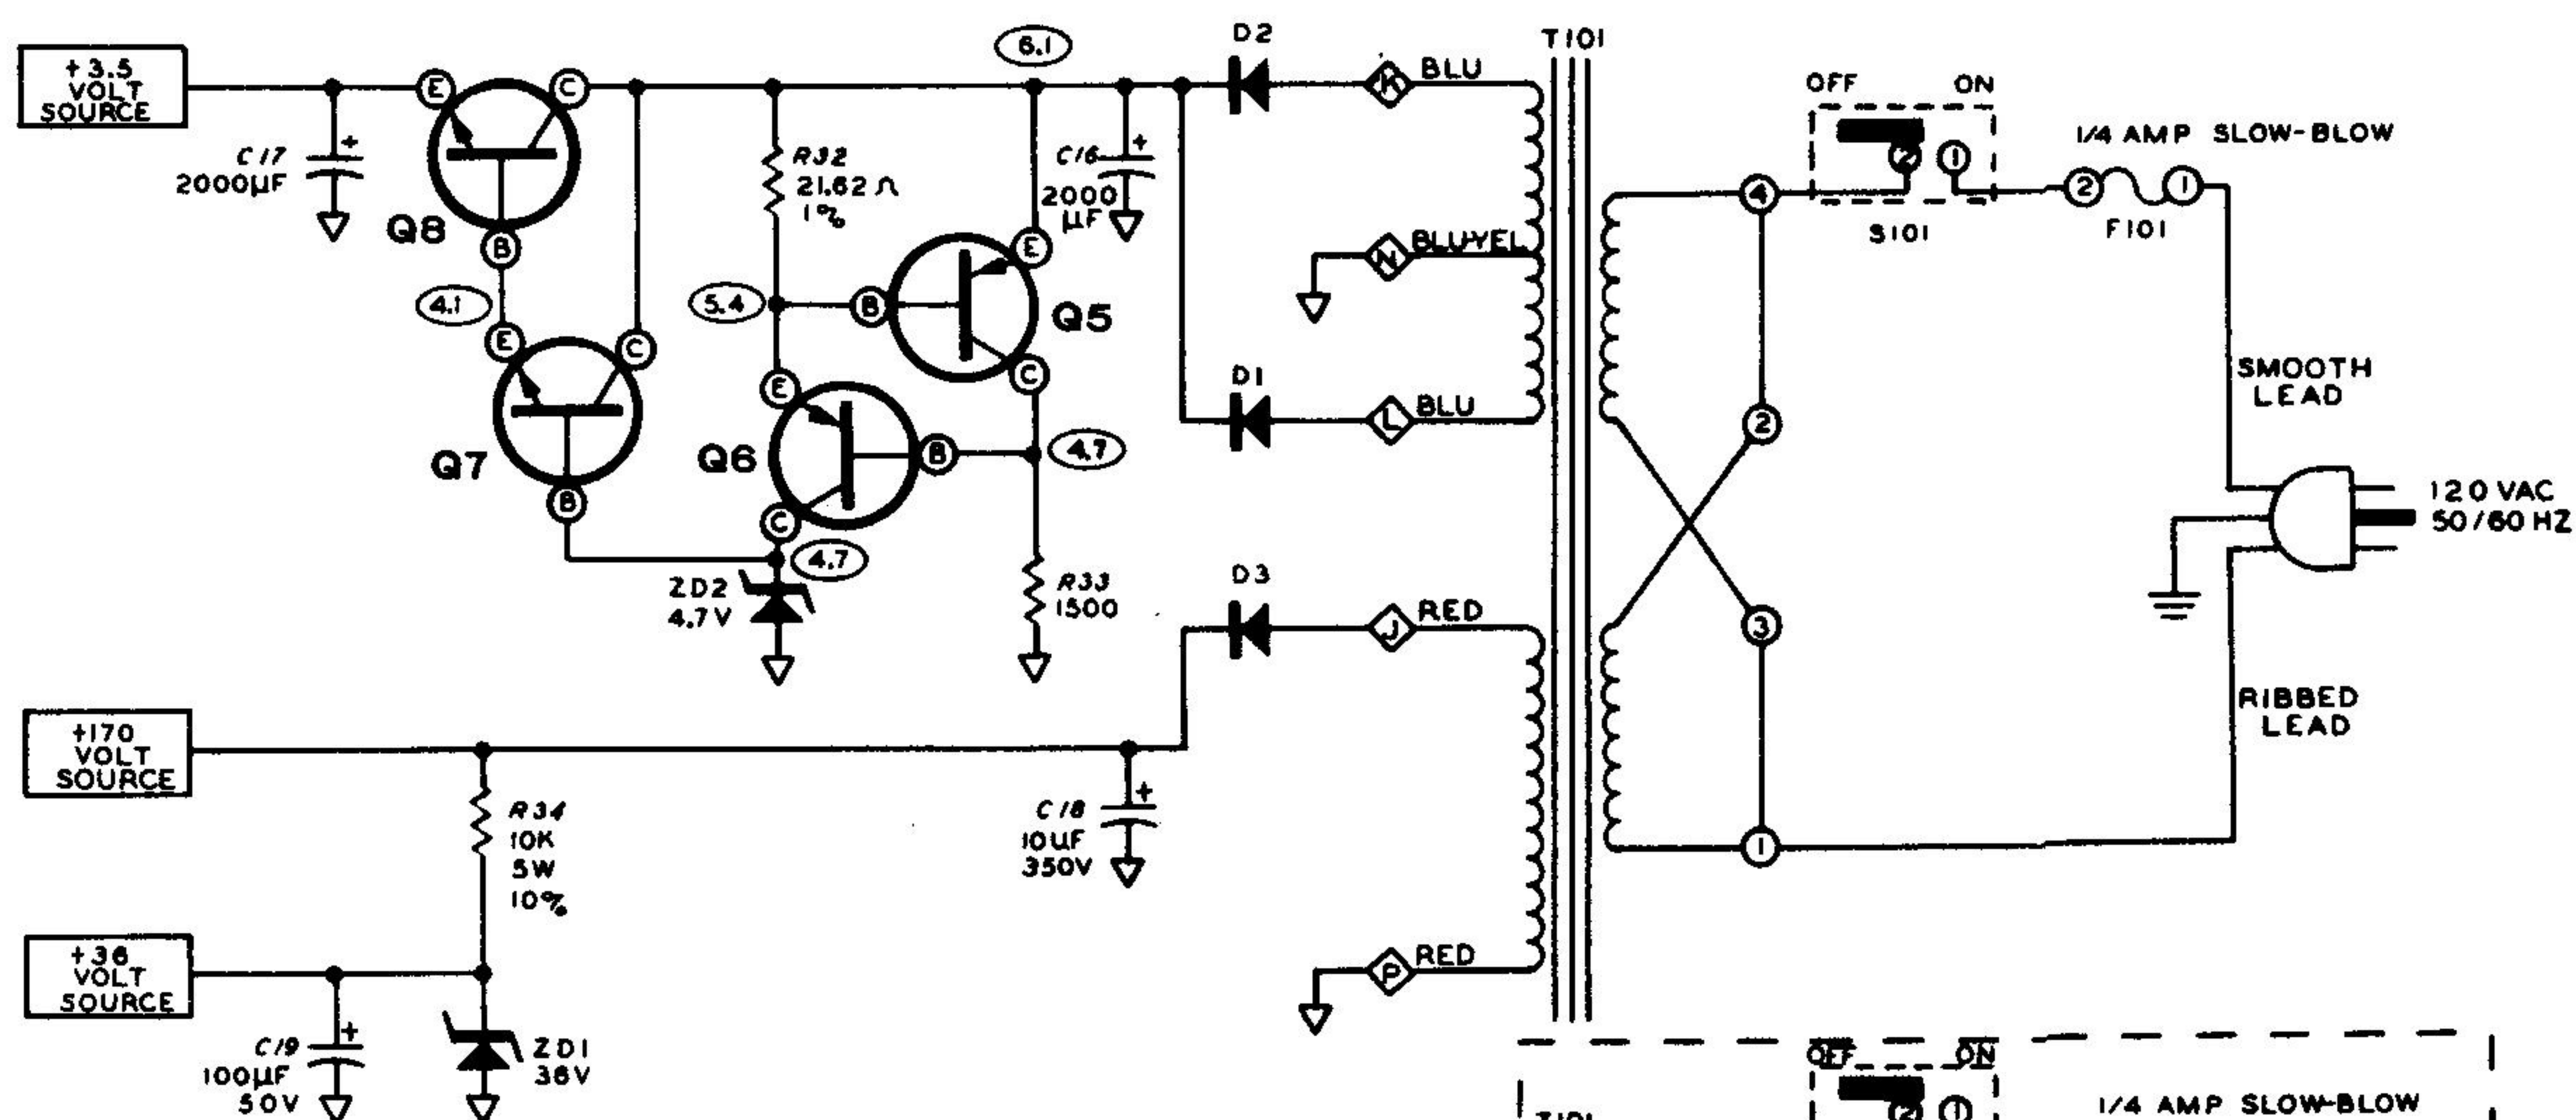 +3.5
VOLT
SOURCE
C17
2000µF
+
E
C
B
Q8
4.1
E
C
B
Q7
R32
21.62 Ω
1%
5.4
6.1
C16
2000
µF
+
E
B
C
Q5
E
B
C
Q6
4.7
4.7
ZD2
4.7V
R33
1500
D2
K
BLU
N
BLU-YEL
D1
L
BLU
D3
J
RED
P
RED
T101
OFF ON
2
1
S101
1/4 AMP SLOW-BLOW
2
1
F101
4
2
3
1
SMOOTH
LEAD
120 VAC
50/60 HZ
RIBBED
LEAD
+170
VOLT
SOURCE
R34
10K
5W
10%
C18
10UF
350V
+
+36
VOLT
SOURCE
C19
100µF
50V
+
ZD1
36V
OFF ON
2
1
1/4 AMP SLOW-BLOW
T101